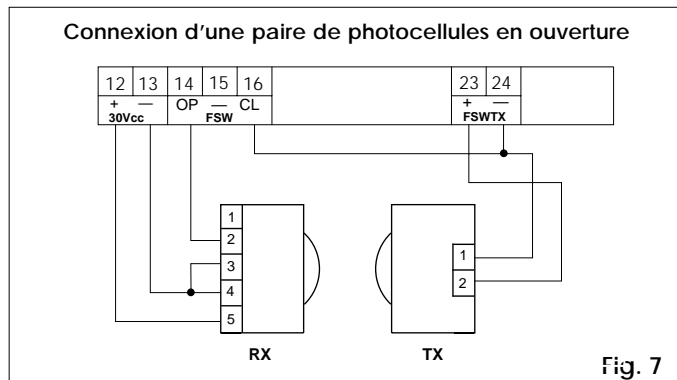 Connexion d'une paire de photocellules en ouverture
12 13 14 15 16 23 24
+ — OP — CL + —
30Vcc FSW FSWTX
1
2
3
4
5
1
2
RX TX
Fig. 7